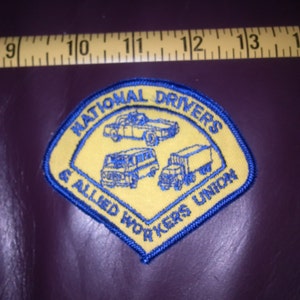 9 10 11 12 13
NATIONAL DRIVERS
& ALLIED WORKERS UNION